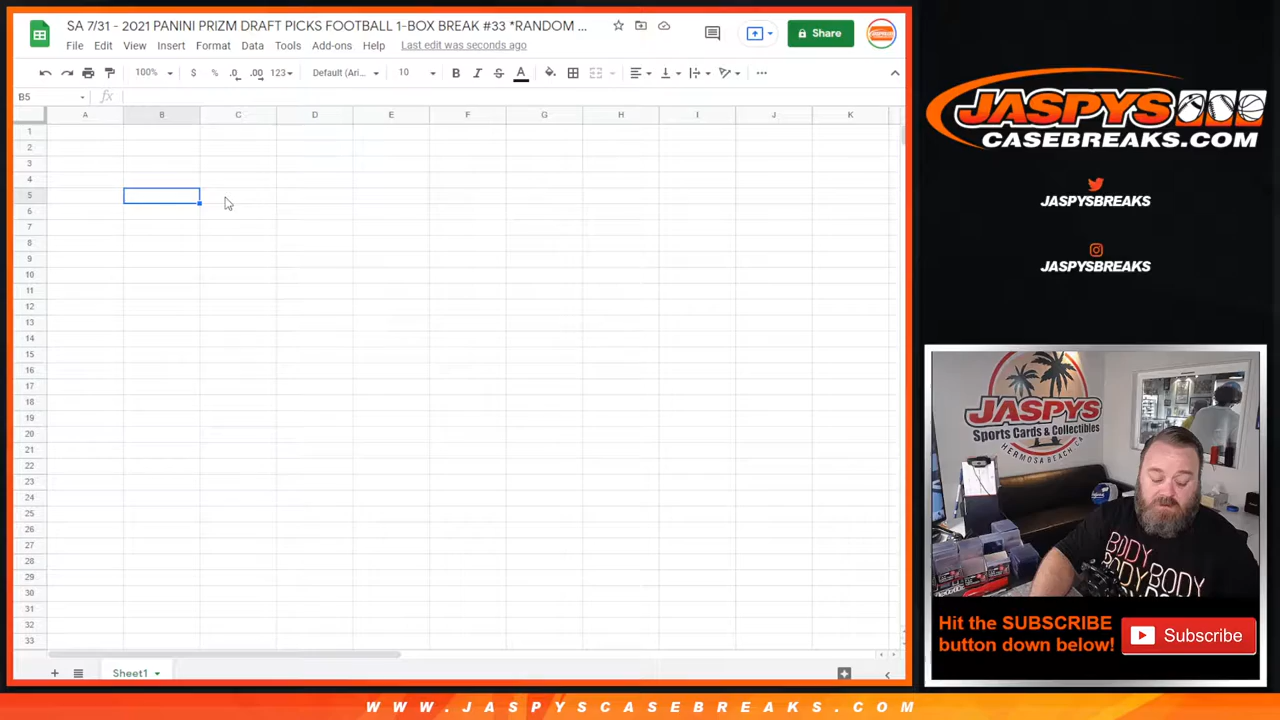 SA 7/31 - 2021 PANINI PRIZM DRAFT PICKS FOOTBALL 1-BOX BREAK #33 *RANDOM ...
Share
File Edit View Insert Format Data Tools Add-ons Help Last edit was seconds ago
100% $ % .0 .00 123 Default (Ari... 10 B I S A
B5 fx
A B C D E F G H I J K
1
2
3
4
5
6
7
8
9
10
11
12
13
14
15
16
17
18
19
20
21
22
23
24
25
26
27
28
29
30
31
32
33
Sheet1
JASPYS
CASEBREAKS.COM
JASPYSBREAKS
JASPYSBREAKS
JASPYS
Sports Cards & Collectibles
HERMOSA BEACH CA
BODY
BODY BODY
Hit the SUBSCRIBE
button down below!
Subscribe
WWW.JASPYSCASEBREAKS.COM